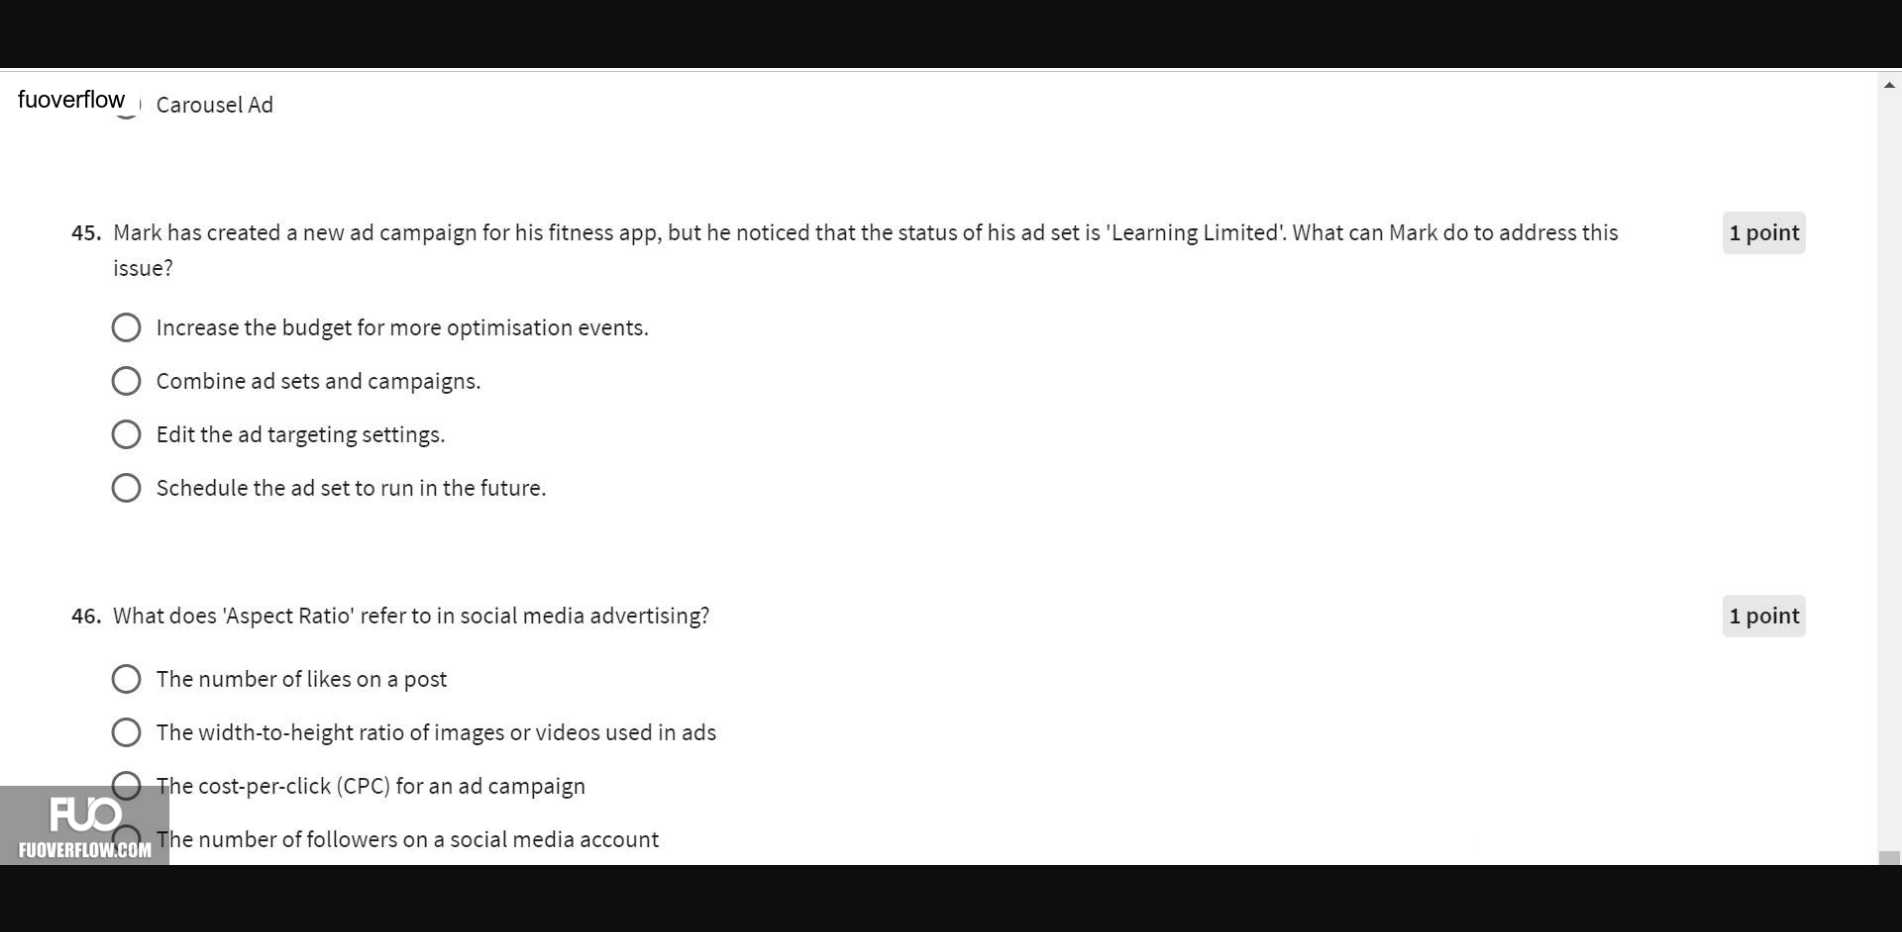 fuoverflow
Carousel Ad
45. Mark has created a new ad campaign for his fitness app, but he noticed that the status of his ad set is 'Learning Limited'. What can Mark do to address this
issue?
1 point
Increase the budget for more optimisation events.
Combine ad sets and campaigns.
Edit the ad targeting settings.
Schedule the ad set to run in the future.
46. What does 'Aspect Ratio' refer to in social media advertising?
1 point
The number of likes on a post
The width-to-height ratio of images or videos used in ads
The cost-per-click (CPC) for an ad campaign
The number of followers on a social media account
FUO
FUOVERFLOW.COM